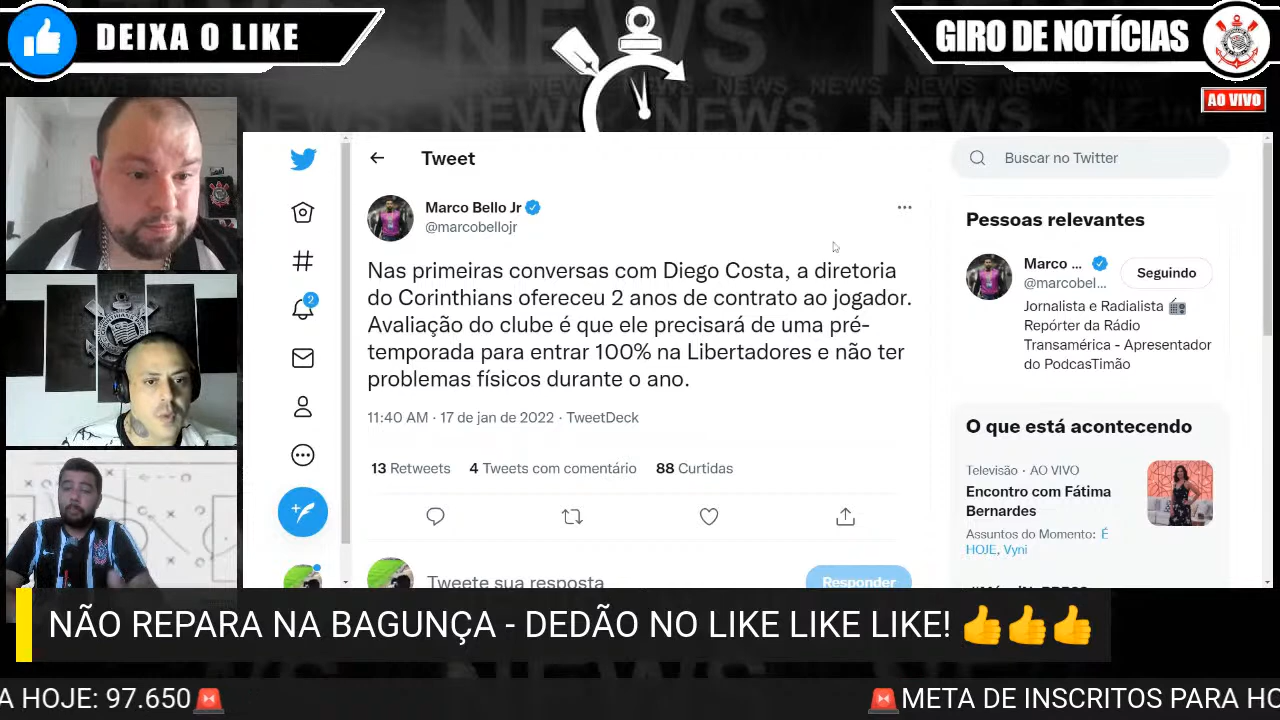 DEIXA O LIKE
GIRO DE NOTÍCIAS
AO VIVO
NEWS
Tweet
Buscar no Twitter
Marco Bello Jr
@marcobellojr
Nas primeiras conversas com Diego Costa, a diretoria
do Corinthians ofereceu 2 anos de contrato ao jogador.
Avaliação do clube é que ele precisará de uma pré-
temporada para entrar 100% na Libertadores e não ter
problemas físicos durante o ano.
11:40 AM · 17 de jan de 2022 · TweetDeck
13 Retweets 4 Tweets com comentário 88 Curtidas
Tweete sua resposta
Responder
2
Pessoas relevantes
Marco ...
@marcobel...
Seguindo
Jornalista e Radialista 📻
Repórter da Rádio
Transamérica - Apresentador
do PodcasTimão
O que está acontecendo
Televisão · AO VIVO
Encontro com Fátima
Bernardes
Assuntos do Momento: É
HOJE, Vyni
NÃO REPARA NA BAGUNÇA - DEDÃO NO LIKE LIKE LIKE! 👍👍👍
A HOJE: 97.650🚨 🚨META DE INSCRITOS PARA HO